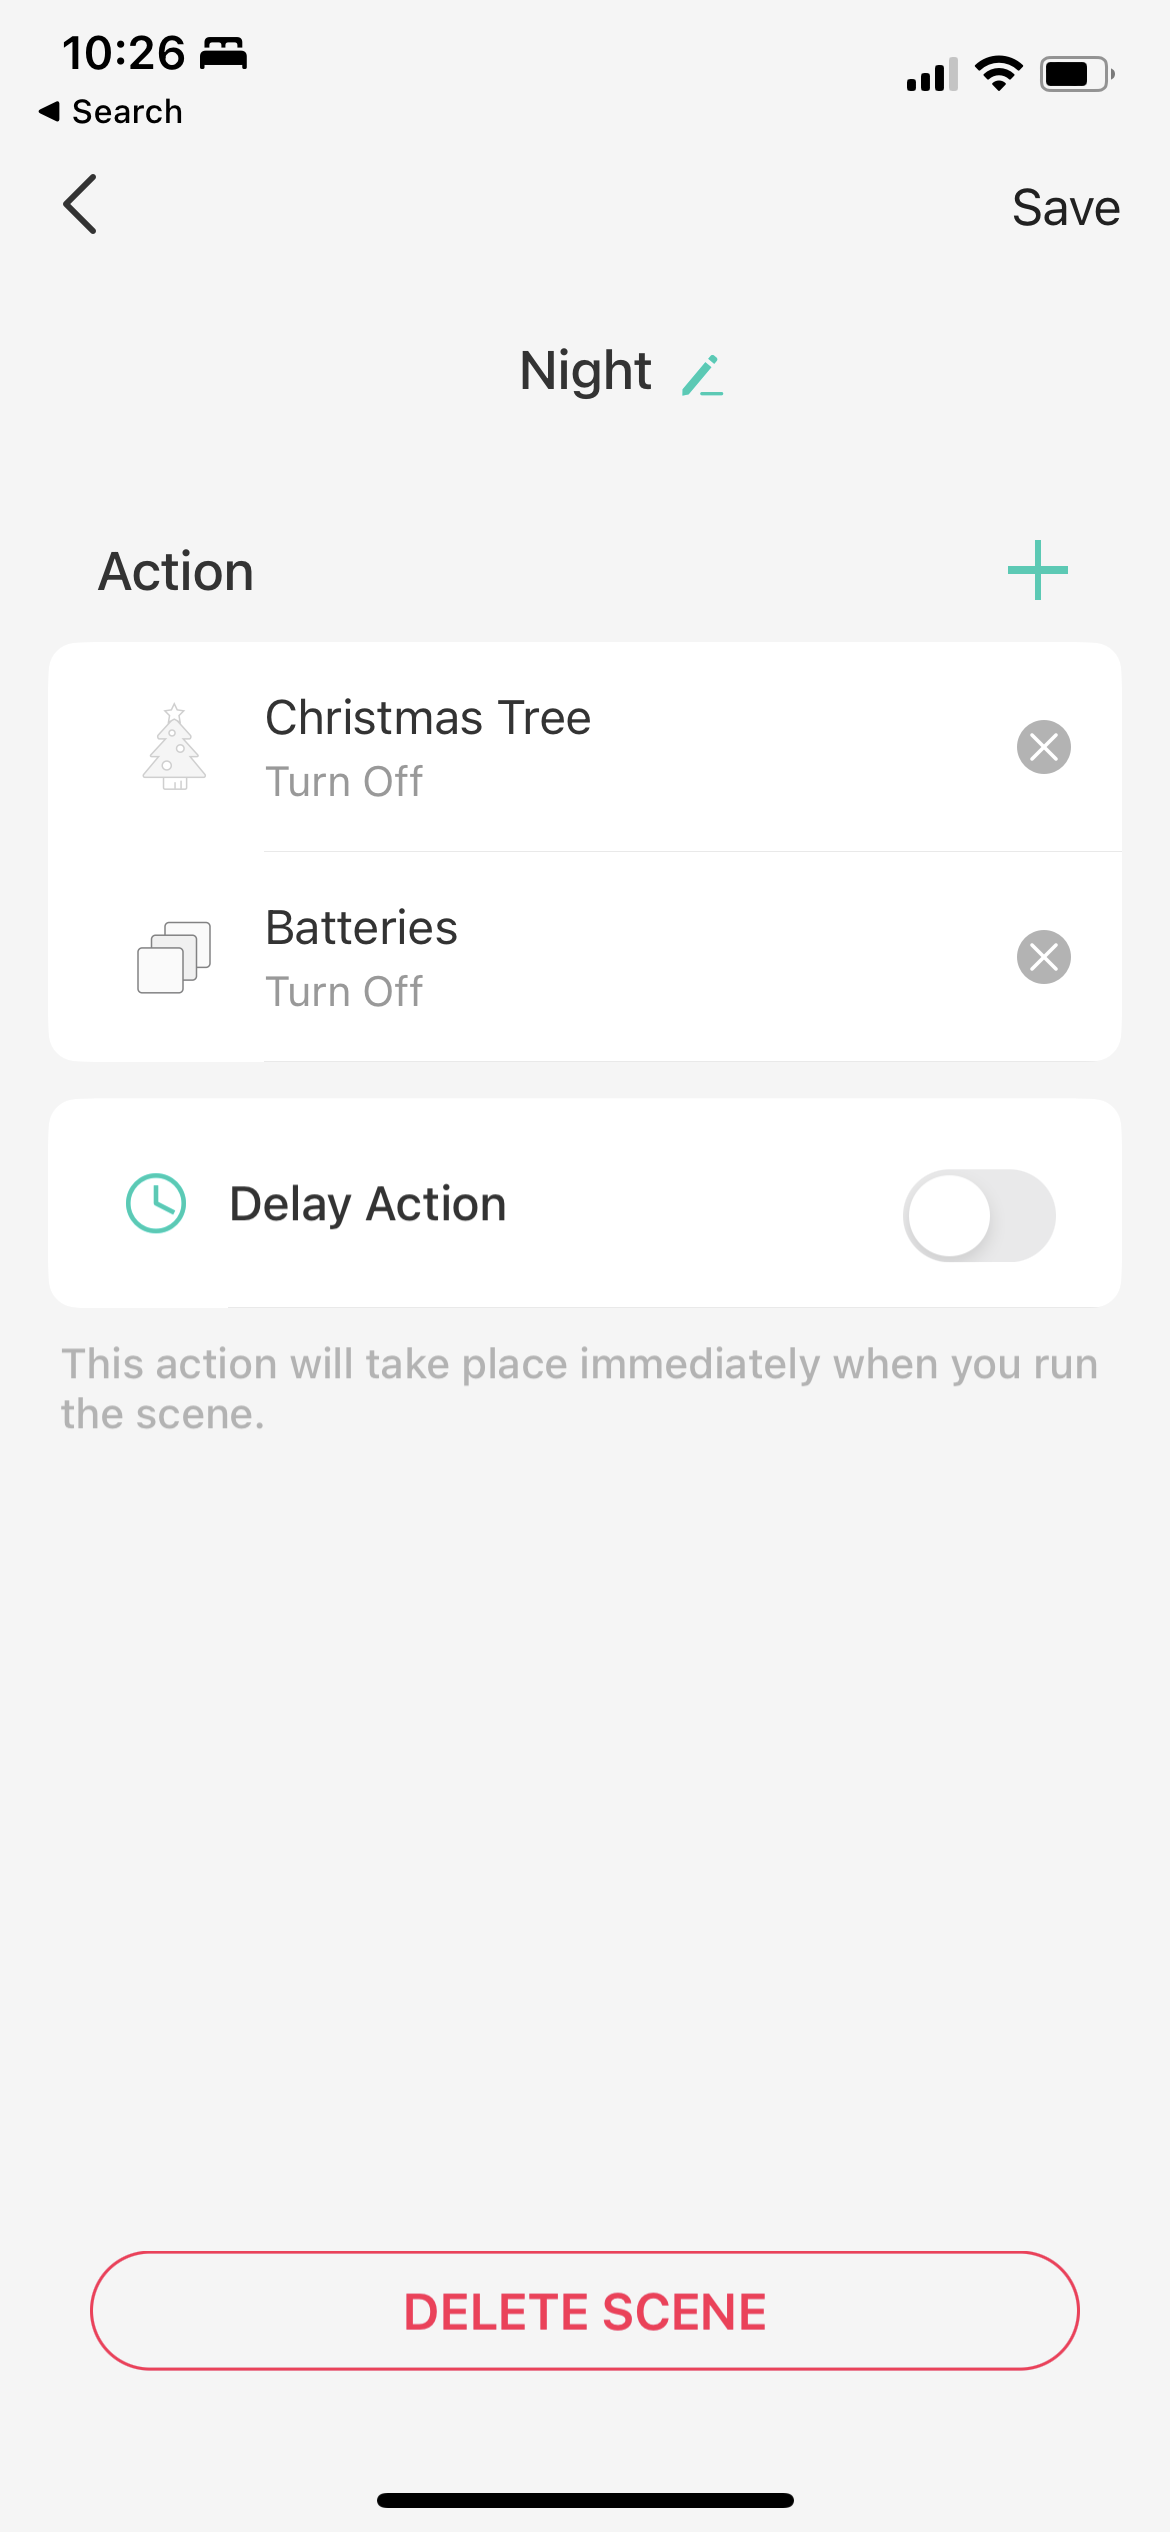 10:26
Search
Save
Night
Action
Christmas Tree
Turn Off
Batteries
Turn Off
Delay Action
This action will take place immediately when you run
the scene.
DELETE SCENE